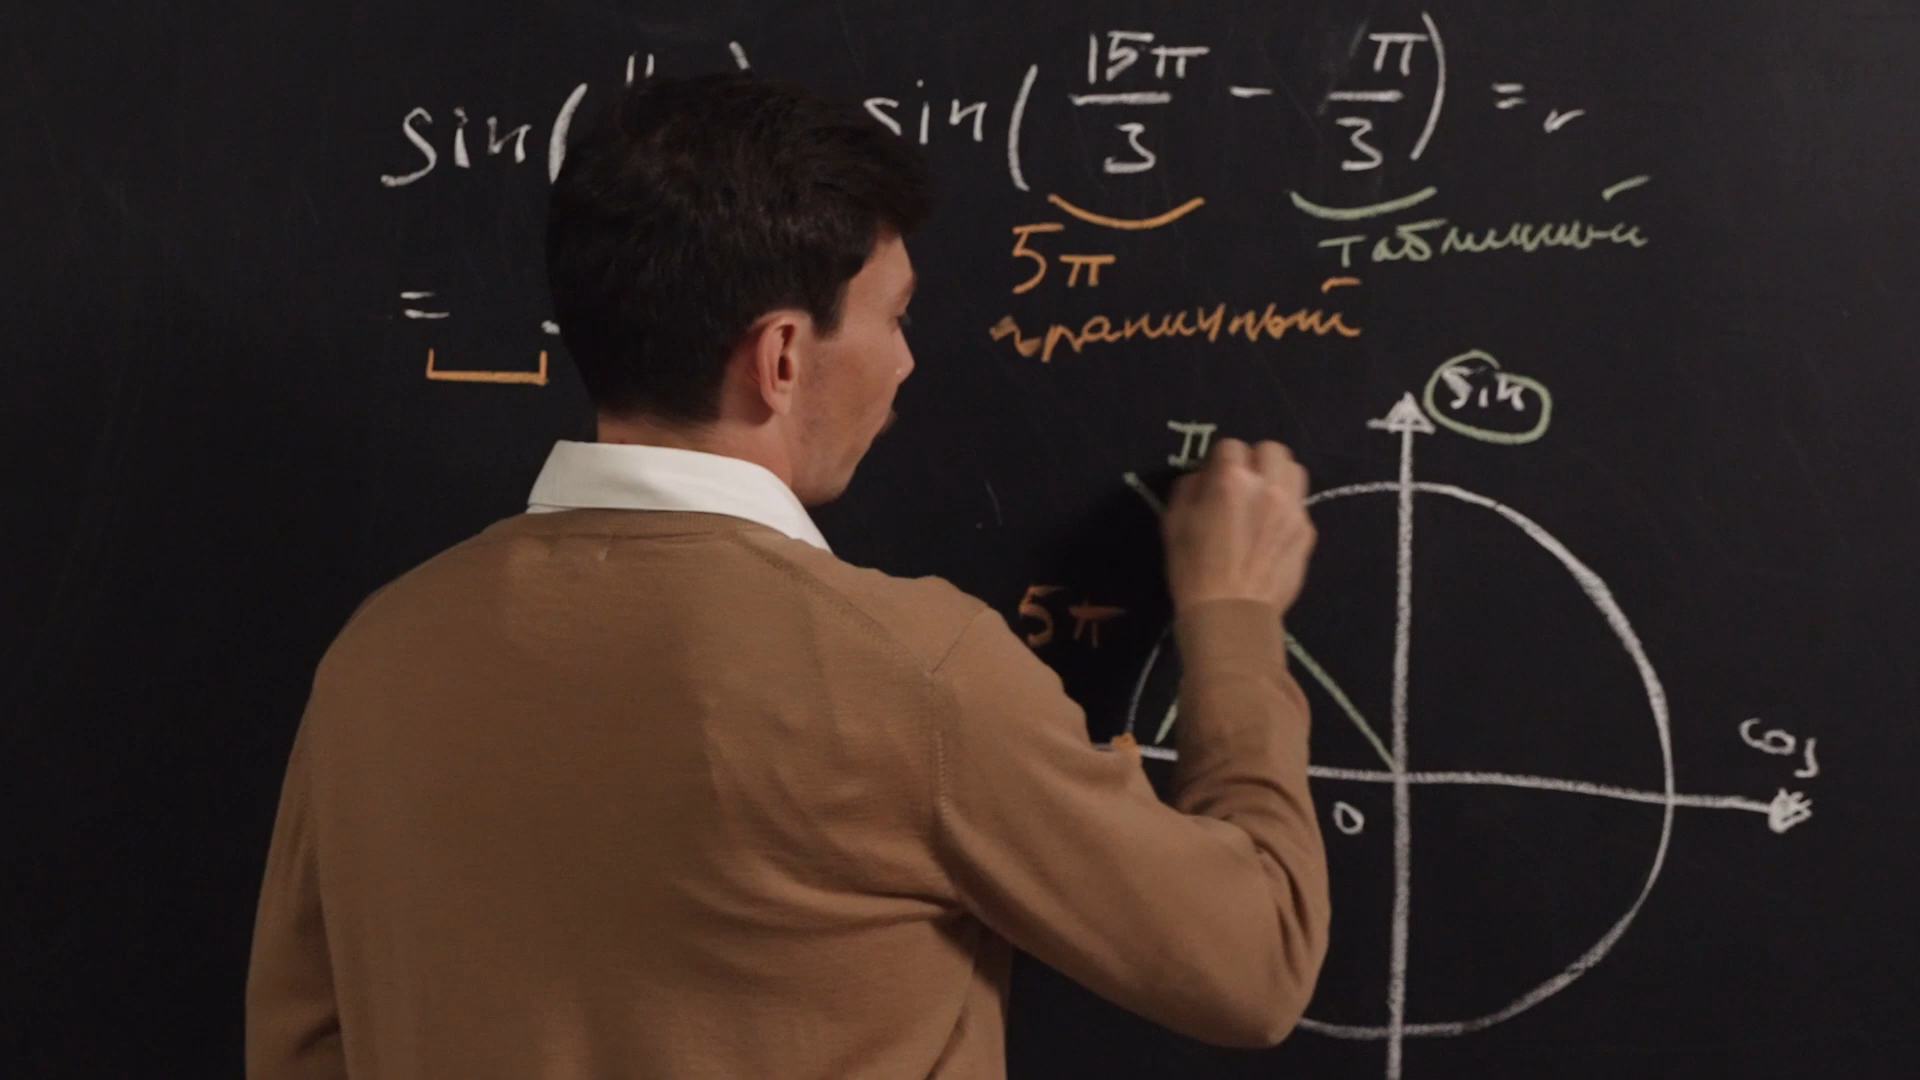 sin( sin(15π/3 - π/3) =
5π табличный
граничный
=
sin
π
5π
cos
0